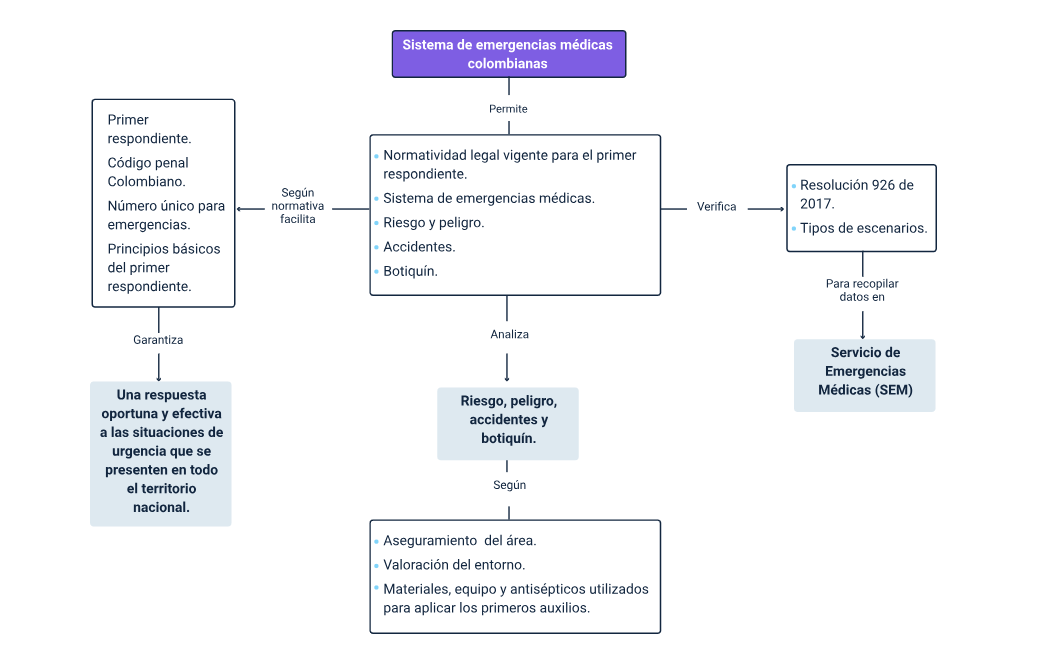 Sistema de emergencias médicas
colombianas
Permite
Normatividad legal vigente para el primer
respondiente.
Sistema de emergencias médicas.
Riesgo y peligro.
Accidentes.
Botiquín.
Según
normativa
facilita
Primer
respondiente.
Código penal
Colombiano.
Número único para
emergencias.
Principios básicos
del primer
respondiente.
Garantiza
Una respuesta
oportuna y efectiva
a las situaciones de
urgencia que se
presenten en todo
el territorio
nacional.
Verifica
Resolución 926 de
2017.
Tipos de escenarios.
Para recopilar
datos en
Servicio de
Emergencias
Médicas (SEM)
Analiza
Riesgo, peligro,
accidentes y
botiquín.
Según
Aseguramiento del área.
Valoración del entorno.
Materiales, equipo y antisépticos utilizados
para aplicar los primeros auxilios.